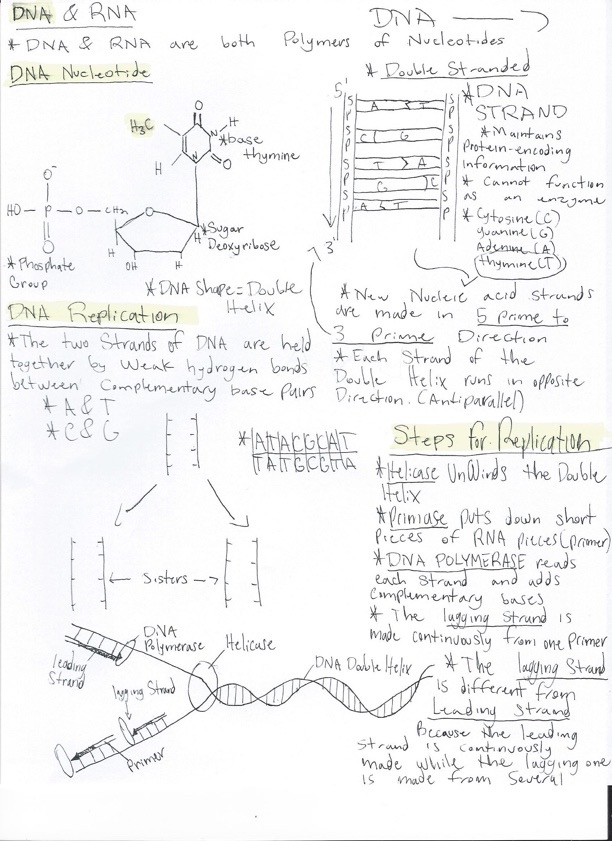 DNA & RNA
* DNA & RNA are both Polymers of Nucleotides
DNA Nucleotide
H₃C
O
H
N
*base
thymine
N
O
H
O⁻
HO-P-O-CH₂
O
O
*Sugar
Deoxyribose
H
H
H
OH
H
*Phosphate
Group
*DNA Shape = Double
Helix
DNA
* Double Stranded
5'
3'
S
P
S
P
S
P
S
P
A T
C G
T A
G C
A T
S
P
S
P
S
P
S
P
*DNA
STRAND
*Maintains
Protein-encoding
Information
* Cannot function
as an enzyme
* Cytosine (C)
guanine (G)
Adenine (A)
thymine (T)
* New Nucleic acid strands
are made in 5 prime to
3 Prime Direction
* Each Strand of the
Double Helix runs in opposite
Direction. (Antiparallel)
DNA Replication
*The two Strands of DNA are held
together by Weak hydrogen bonds
between Complementary base Pairs
* A & T
* C & G
*ATACGCAT
TATGCGTA
← Sisters →
DNA
Polymerase
Helicase
leading
Strand
lagging Strand
DNA Double Helix
Primer
Steps for Replication
*Helicase UnWinds the Double
Helix
*Primase puts down short
Pieces of RNA pieces (primer)
*DNA POLYMERASE reads
each Strand and adds
complementary bases
* The lagging Strand is
made continuously from one Primer
* The lagging Strand
is different from
Leading Strand
Because the leading
Strand is continuously
made while the lagging one
is made from Several